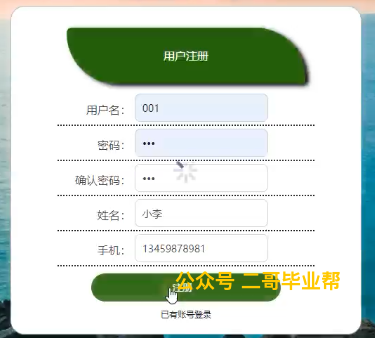 用户注册
用户名： 001
密码： •••
确认密码： •••
姓名： 小李
手机： 13459878981
注册
公众号 二哥毕业帮
已有账号登录